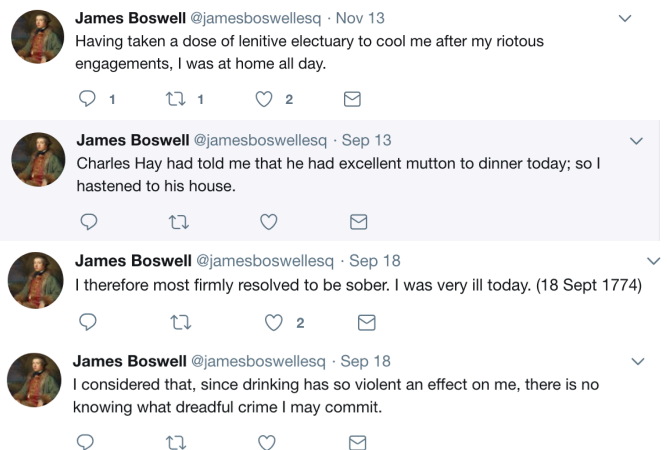 James Boswell @jamesboswellesq · Nov 13
Having taken a dose of lenitive electuary to cool me after my riotous
engagements, I was at home all day.
1 1 2
James Boswell @jamesboswellesq · Sep 13
Charles Hay had told me that he had excellent mutton to dinner today; so I
hastened to his house.
James Boswell @jamesboswellesq · Sep 18
I therefore most firmly resolved to be sober. I was very ill today. (18 Sept 1774)
2
James Boswell @jamesboswellesq · Sep 18
I considered that, since drinking has so violent an effect on me, there is no
knowing what dreadful crime I may commit.